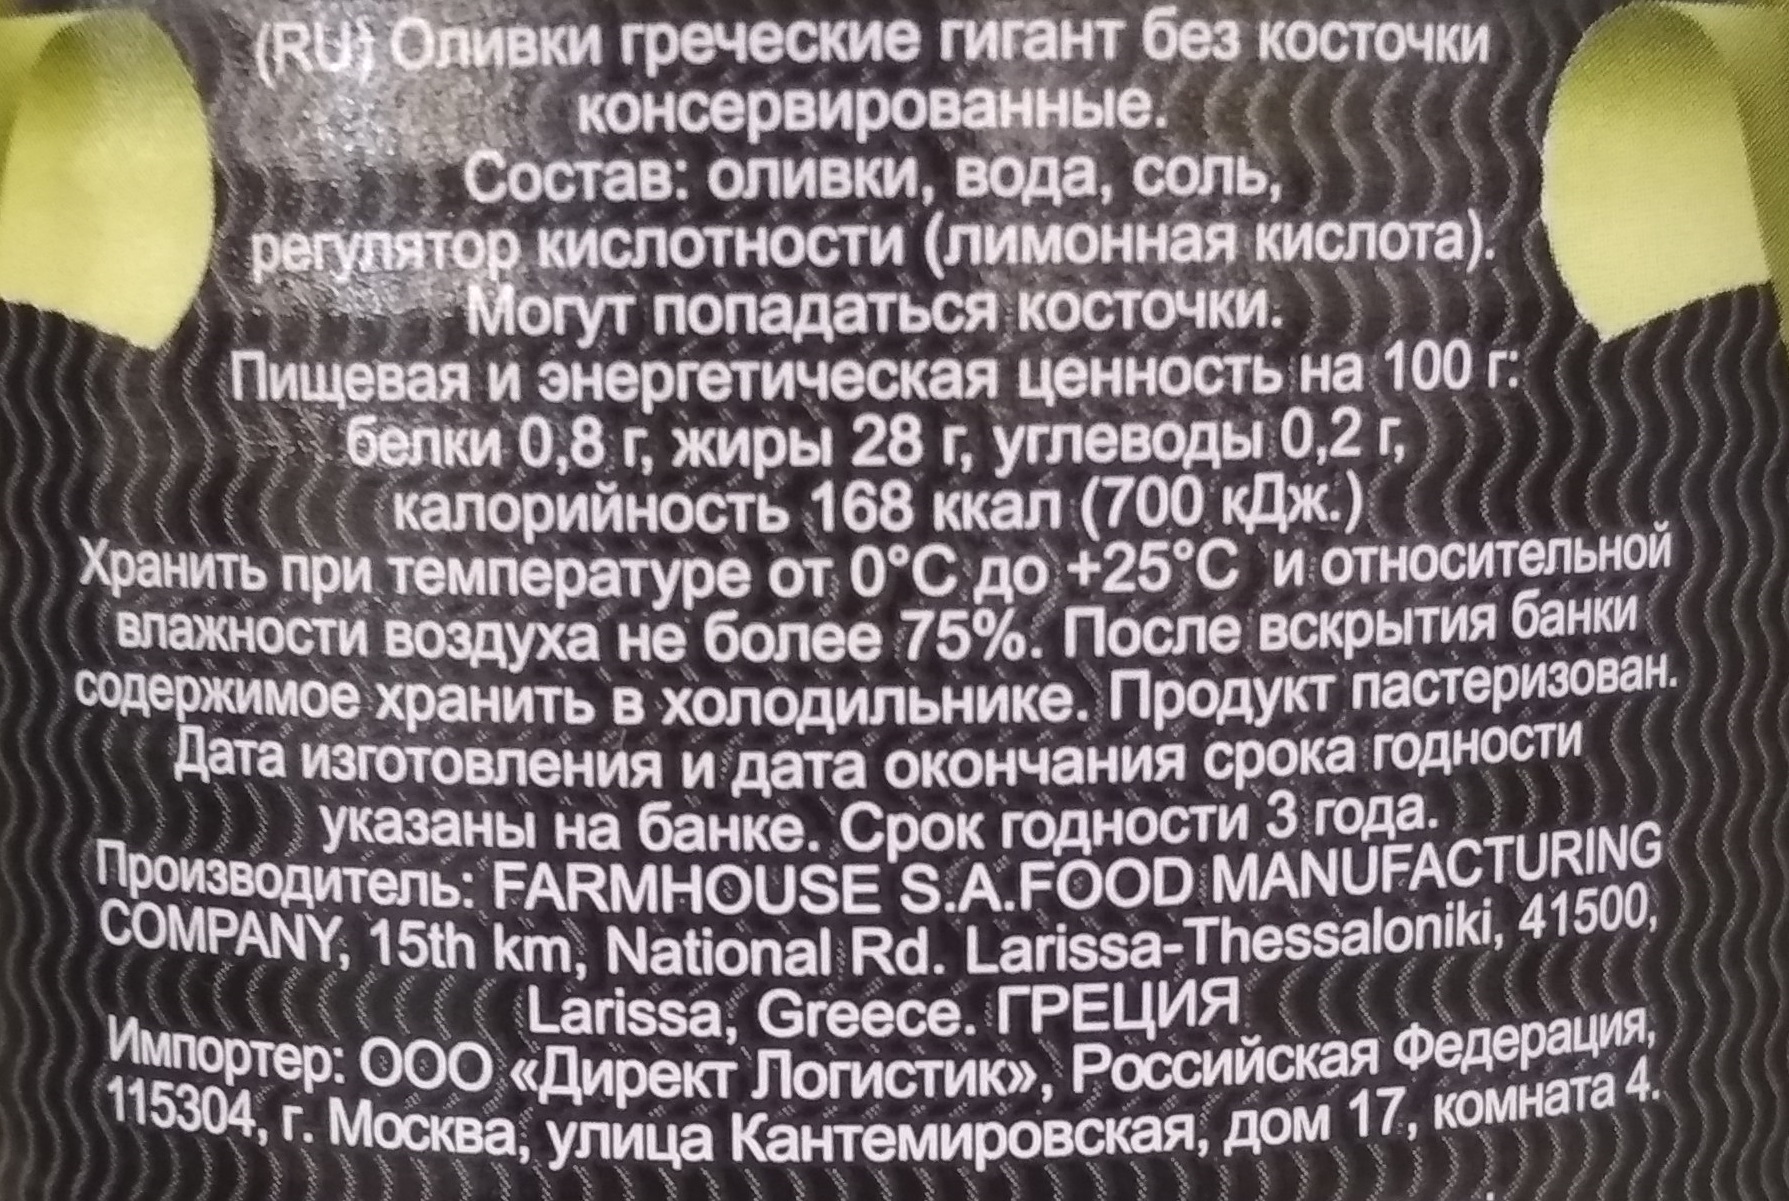 (RU) Оливки греческие гигант без косточки
консервированные.
Состав: оливки, вода, соль,
регулятор кислотности (лимонная кислота).
Могут попадаться косточки.
Пищевая и энергетическая ценность на 100 г:
белки 0,8 г, жиры 28 г, углеводы 0,2 г,
калорийность 168 ккал (700 кДж.)
Хранить при температуре от 0°C до +25°C и относительной
влажности воздуха не более 75%. После вскрытия банки
содержимое хранить в холодильнике. Продукт пастеризован.
Дата изготовления и дата окончания срока годности
указаны на банке. Срок годности 3 года.
Производитель: FARMHOUSE S.A.FOOD MANUFACTURING
COMPANY, 15th km, National Rd. Larissa-Thessaloniki, 41500,
Larissa, Greece. ГРЕЦИЯ
Импортер: ООО «Директ Логистик», Российская Федерация,
115304, г. Москва, улица Кантемировская, дом 17, комната 4.